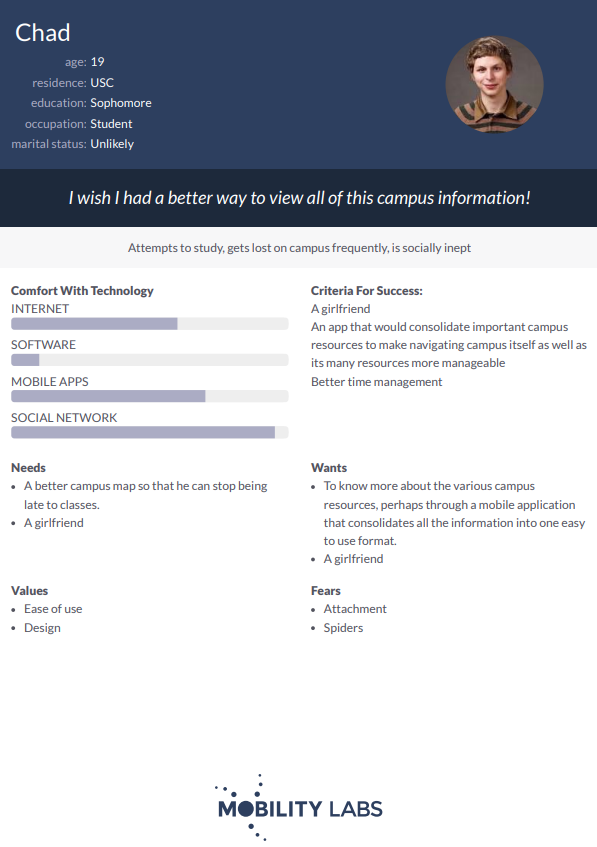 Chad
age: 19
residence: USC
education: Sophomore
occupation: Student
marital status: Unlikely
I wish I had a better way to view all of this campus information!
Attempts to study, gets lost on campus frequently, is socially inept
Comfort With Technology
INTERNET
SOFTWARE
MOBILE APPS
SOCIAL NETWORK
Criteria For Success:
A girlfriend
An app that would consolidate important campus
resources to make navigating campus itself as well as
its many resources more manageable
Better time management
Needs
• A better campus map so that he can stop being
late to classes.
• A girlfriend
Wants
• To know more about the various campus
resources, perhaps through a mobile application
that consolidates all the information into one easy
to use format.
• A girlfriend
Values
• Ease of use
• Design
Fears
• Attachment
• Spiders
MOBILITY LABS